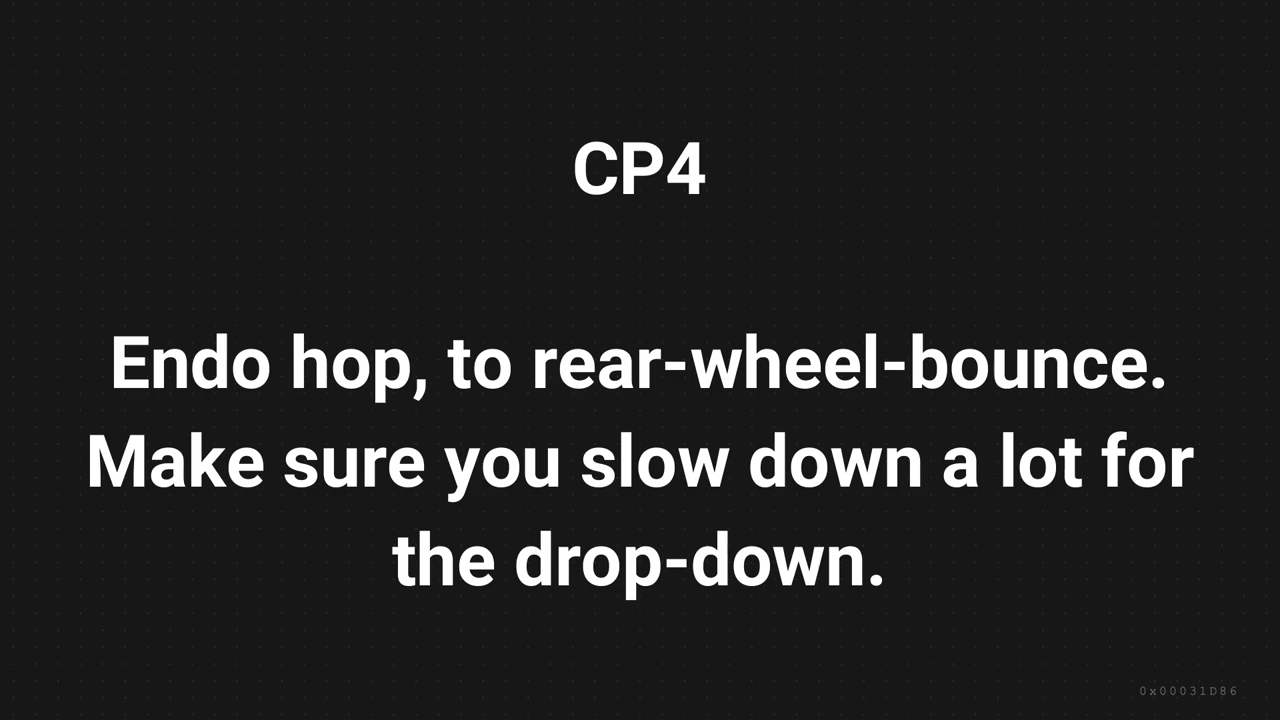 CP4
Endo hop, to rear-wheel-bounce.
Make sure you slow down a lot for
the drop-down.
0x00031D86